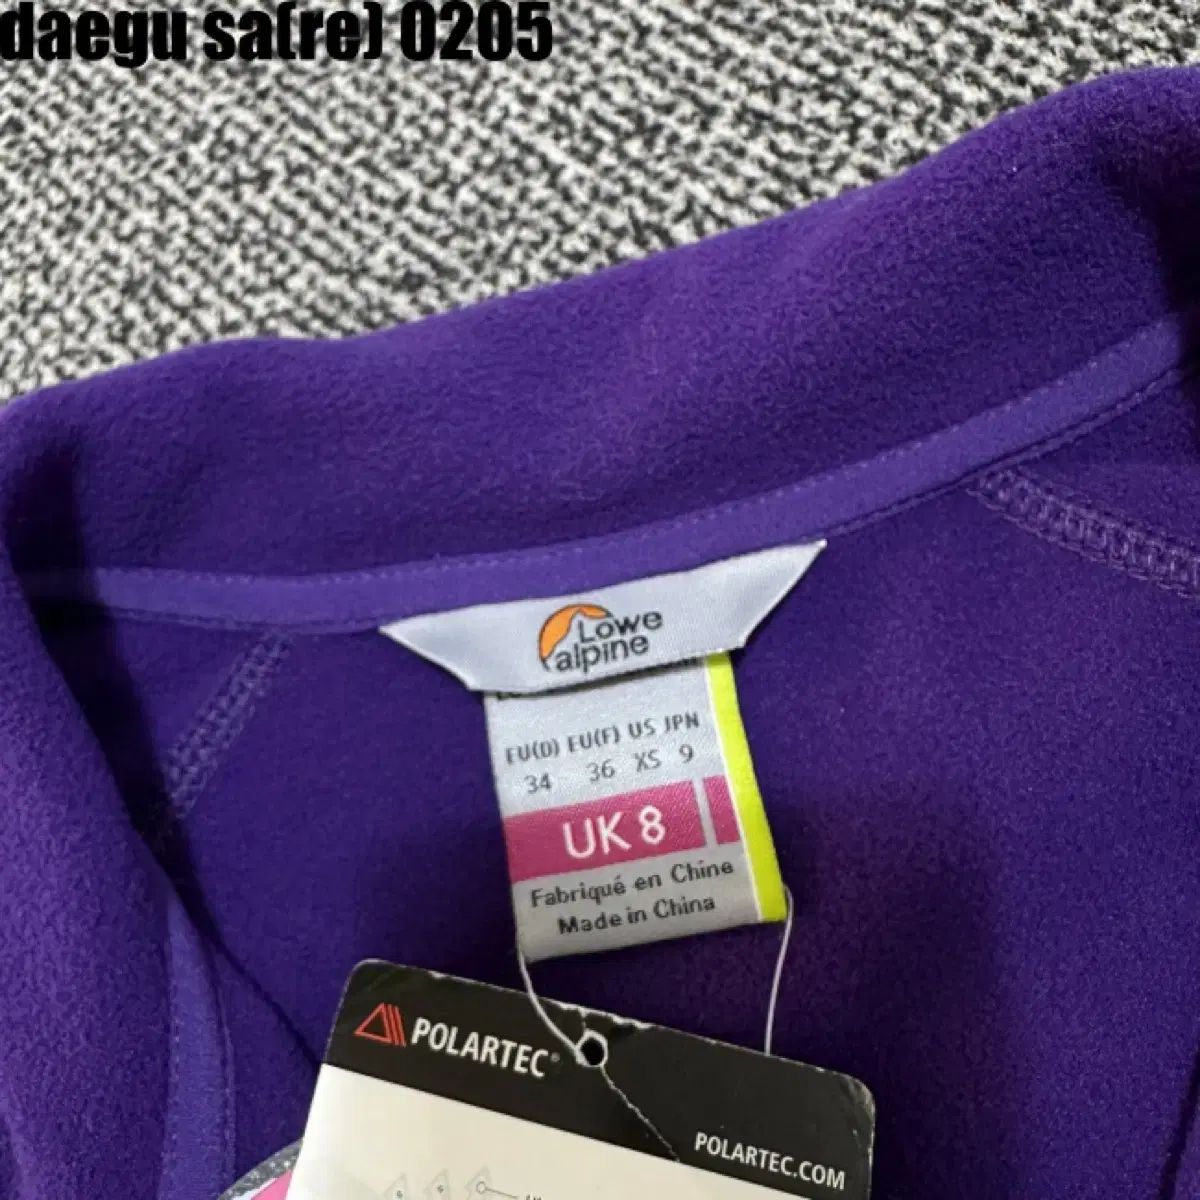 daegu sa(re) 0205
Lowe
alpine
EU(D) EU(F) US JPN
34 36 XS 9
UK 8
Fabriqué en Chine
Made in China
POLARTEC®
POLARTEC.COM